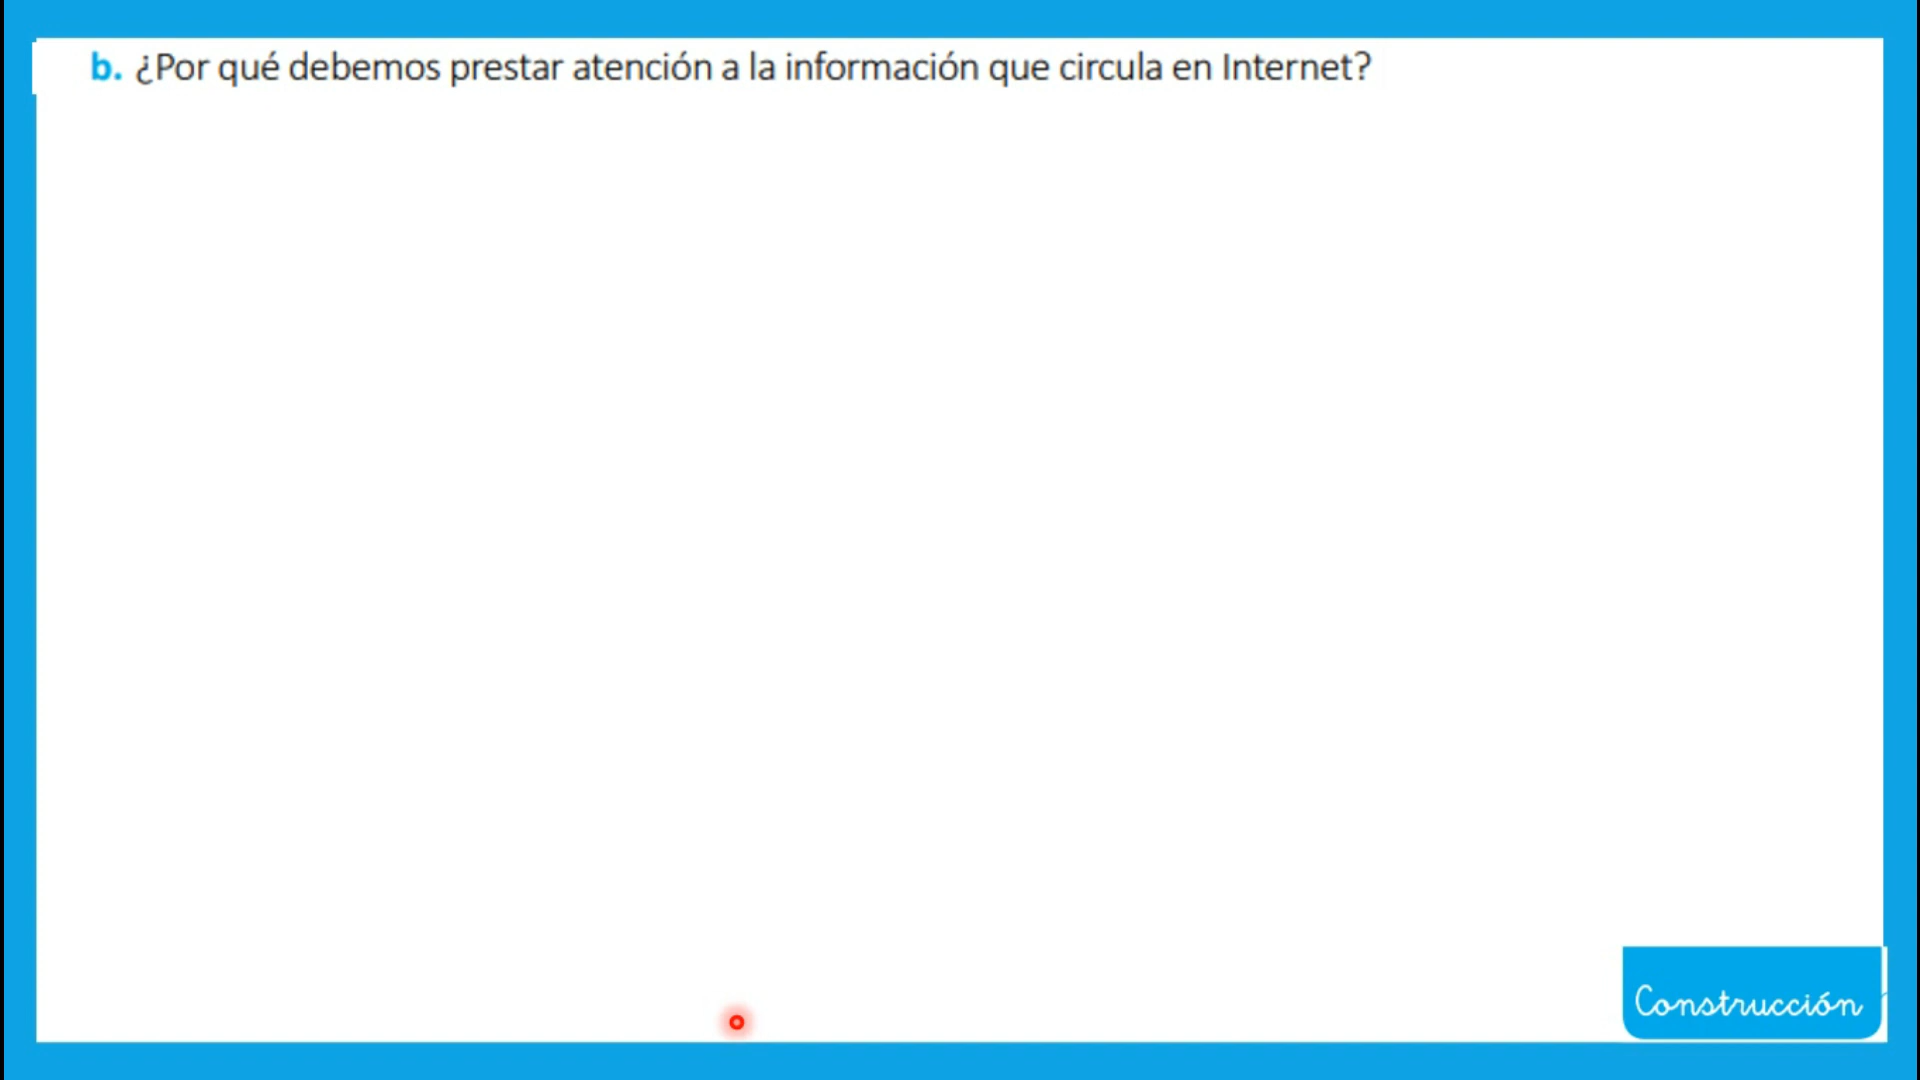 b. ¿Por qué debemos prestar atención a la información que circula en Internet?
Construcción